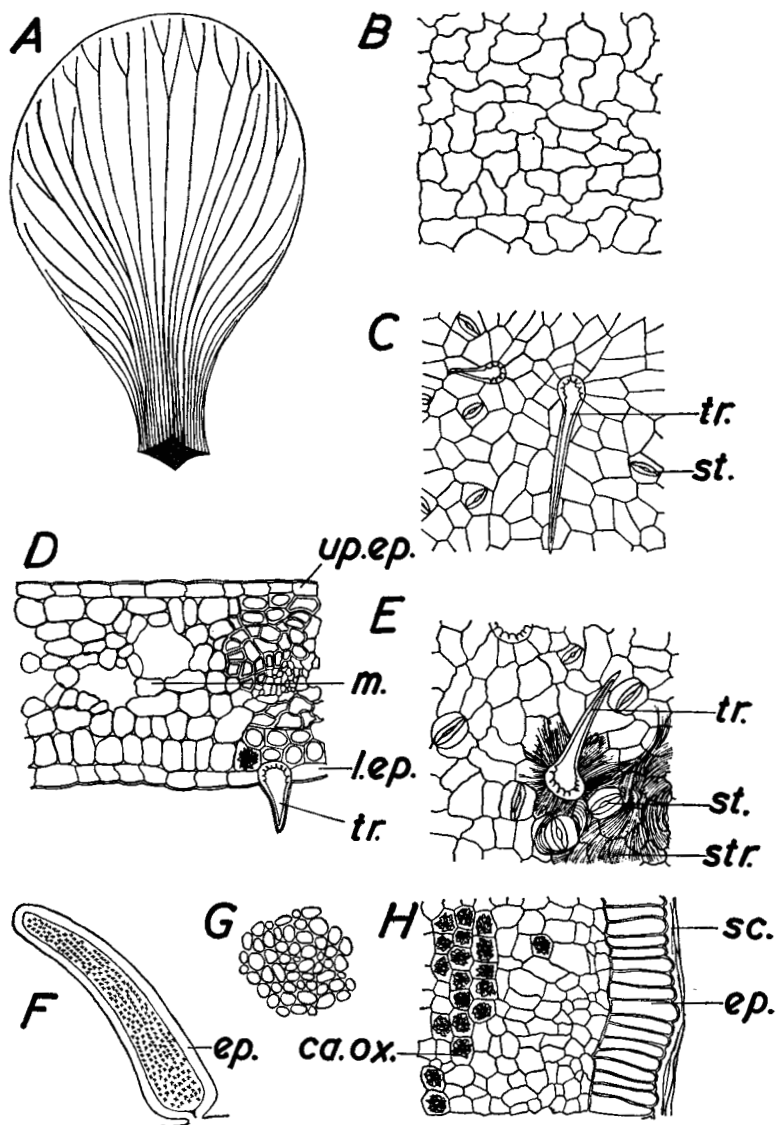 A
B
C
tr.
st.
D
up.ep.
m.
l.ep.
tr.
E
tr.
st.
str.
F
ep.
G
H
sc.
ep.
ca.ox.